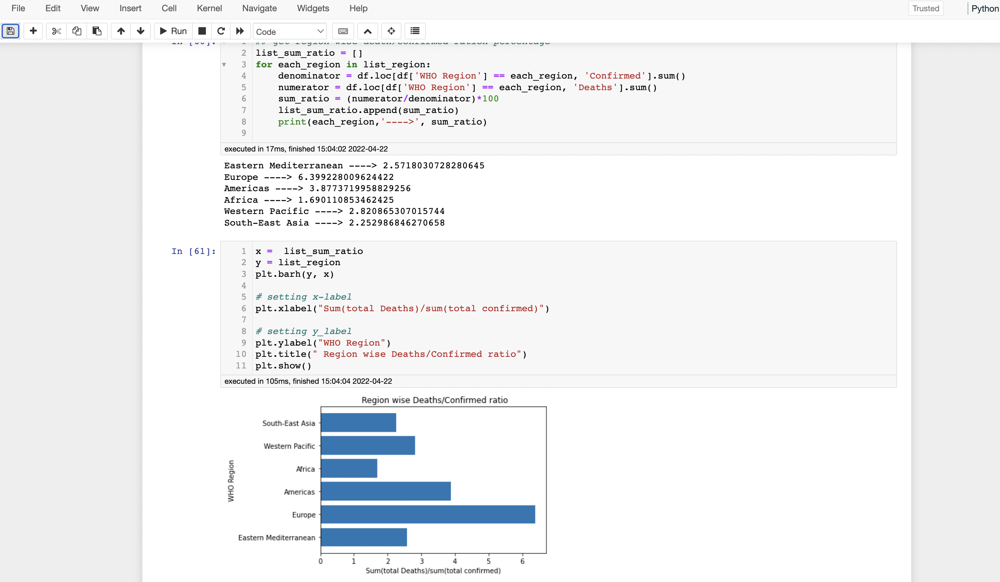 File Edit View Insert Cell Kernel Navigate Widgets Help Trusted Python
Run Code
1 ## get region wise death/confirmed ration percentage
2 list_sum_ratio = []
3 for each_region in list_region:
4 denominator = df.loc[df['WHO Region'] == each_region, 'Confirmed'].sum()
5 numerator = df.loc[df['WHO Region'] == each_region, 'Deaths'].sum()
6 sum_ratio = (numerator/denominator)*100
7 list_sum_ratio.append(sum_ratio)
8 print(each_region,'---->', sum_ratio)
9
executed in 17ms, finished 15:04:02 2022-04-22
Eastern Mediterranean ----> 2.5718030728280645
Europe ----> 6.399228009624422
Americas ----> 3.8773719958829256
Africa ----> 1.690110853462425
Western Pacific ----> 2.820865307015744
South-East Asia ----> 2.252986846270658
In [61]:
1 x =  list_sum_ratio
2 y = list_region
3 plt.barh(y, x)
4
5 # setting x-label
6 plt.xlabel("Sum(total Deaths)/sum(total confirmed)")
7
8 # setting y_label
9 plt.ylabel("WHO Region")
10 plt.title(" Region wise Deaths/Confirmed ratio")
11 plt.show()
executed in 105ms, finished 15:04:04 2022-04-22
Region wise Deaths/Confirmed ratio
WHO Region
South-East Asia
Western Pacific
Africa
Americas
Europe
Eastern Mediterranean
0 1 2 3 4 5 6
Sum(total Deaths)/sum(total confirmed)